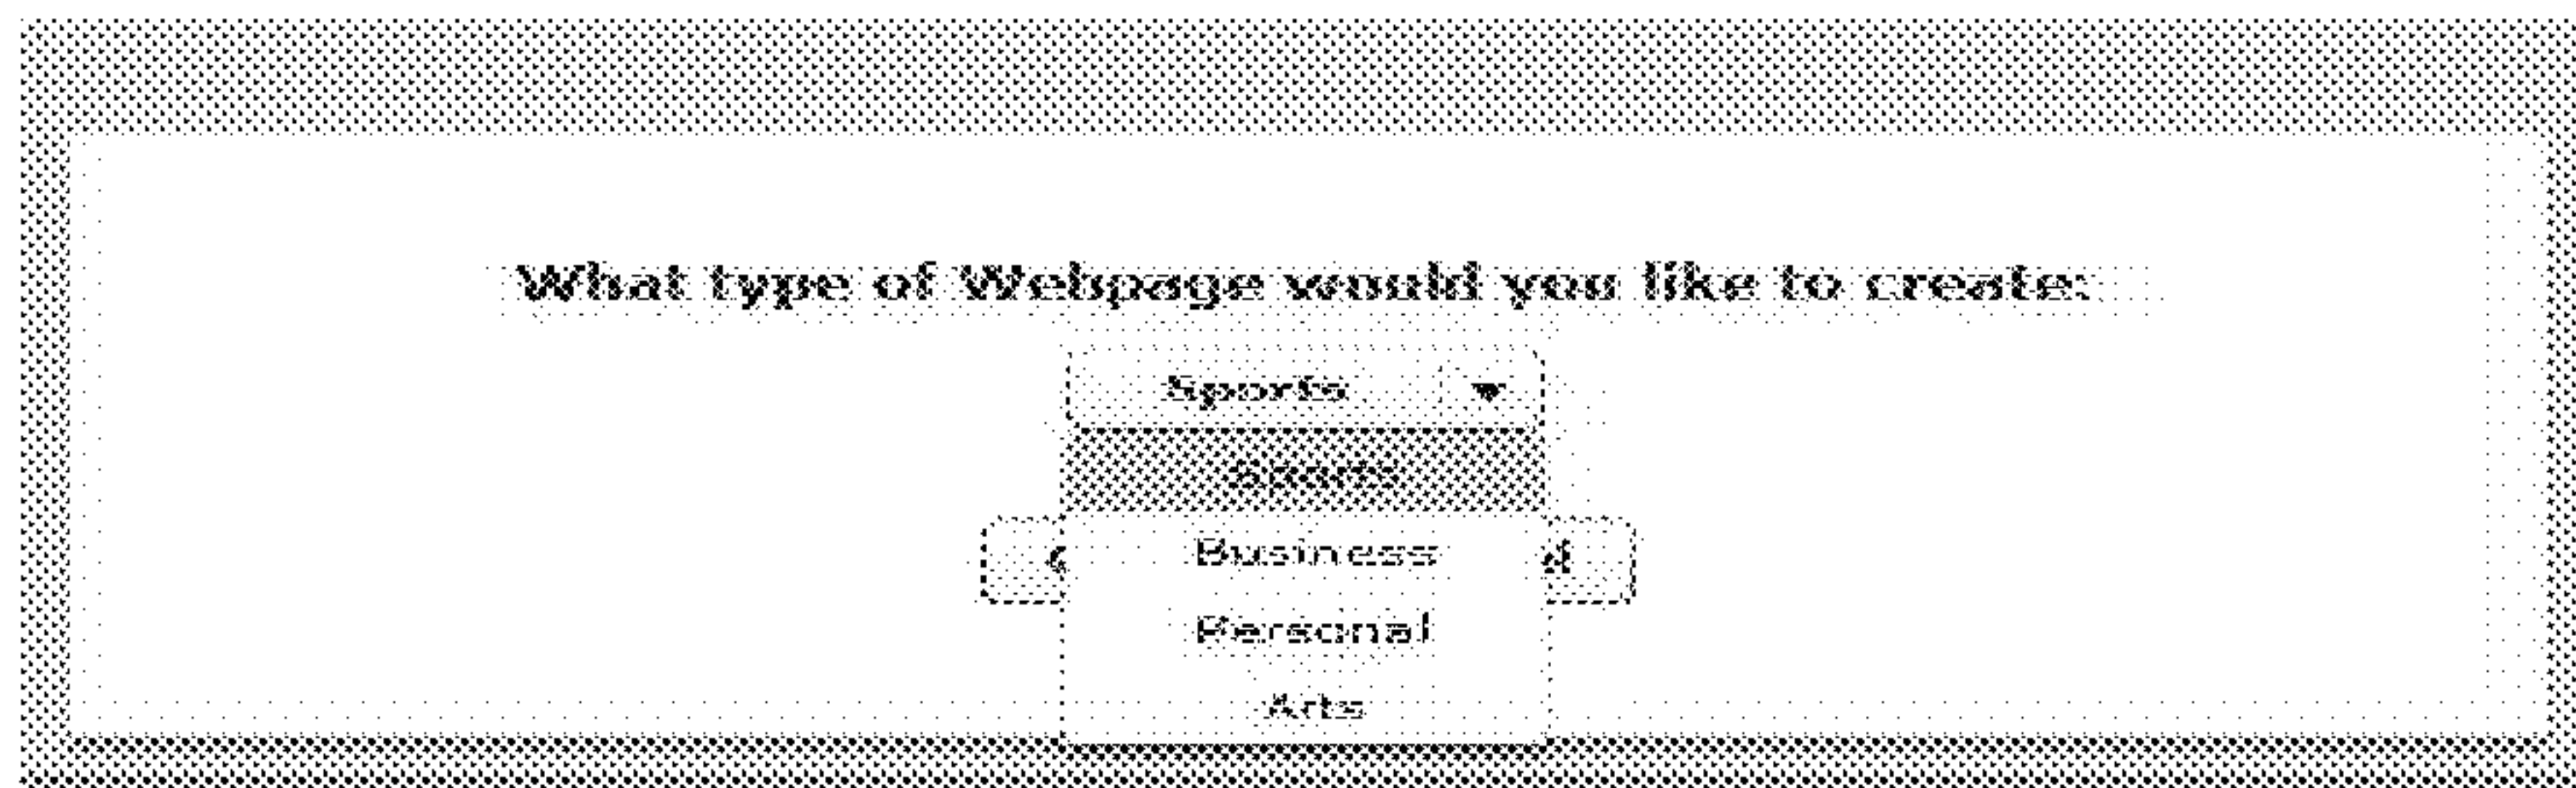 What type of Webpage would you like to create:
Sports
Sports
Business
Personal
Arts